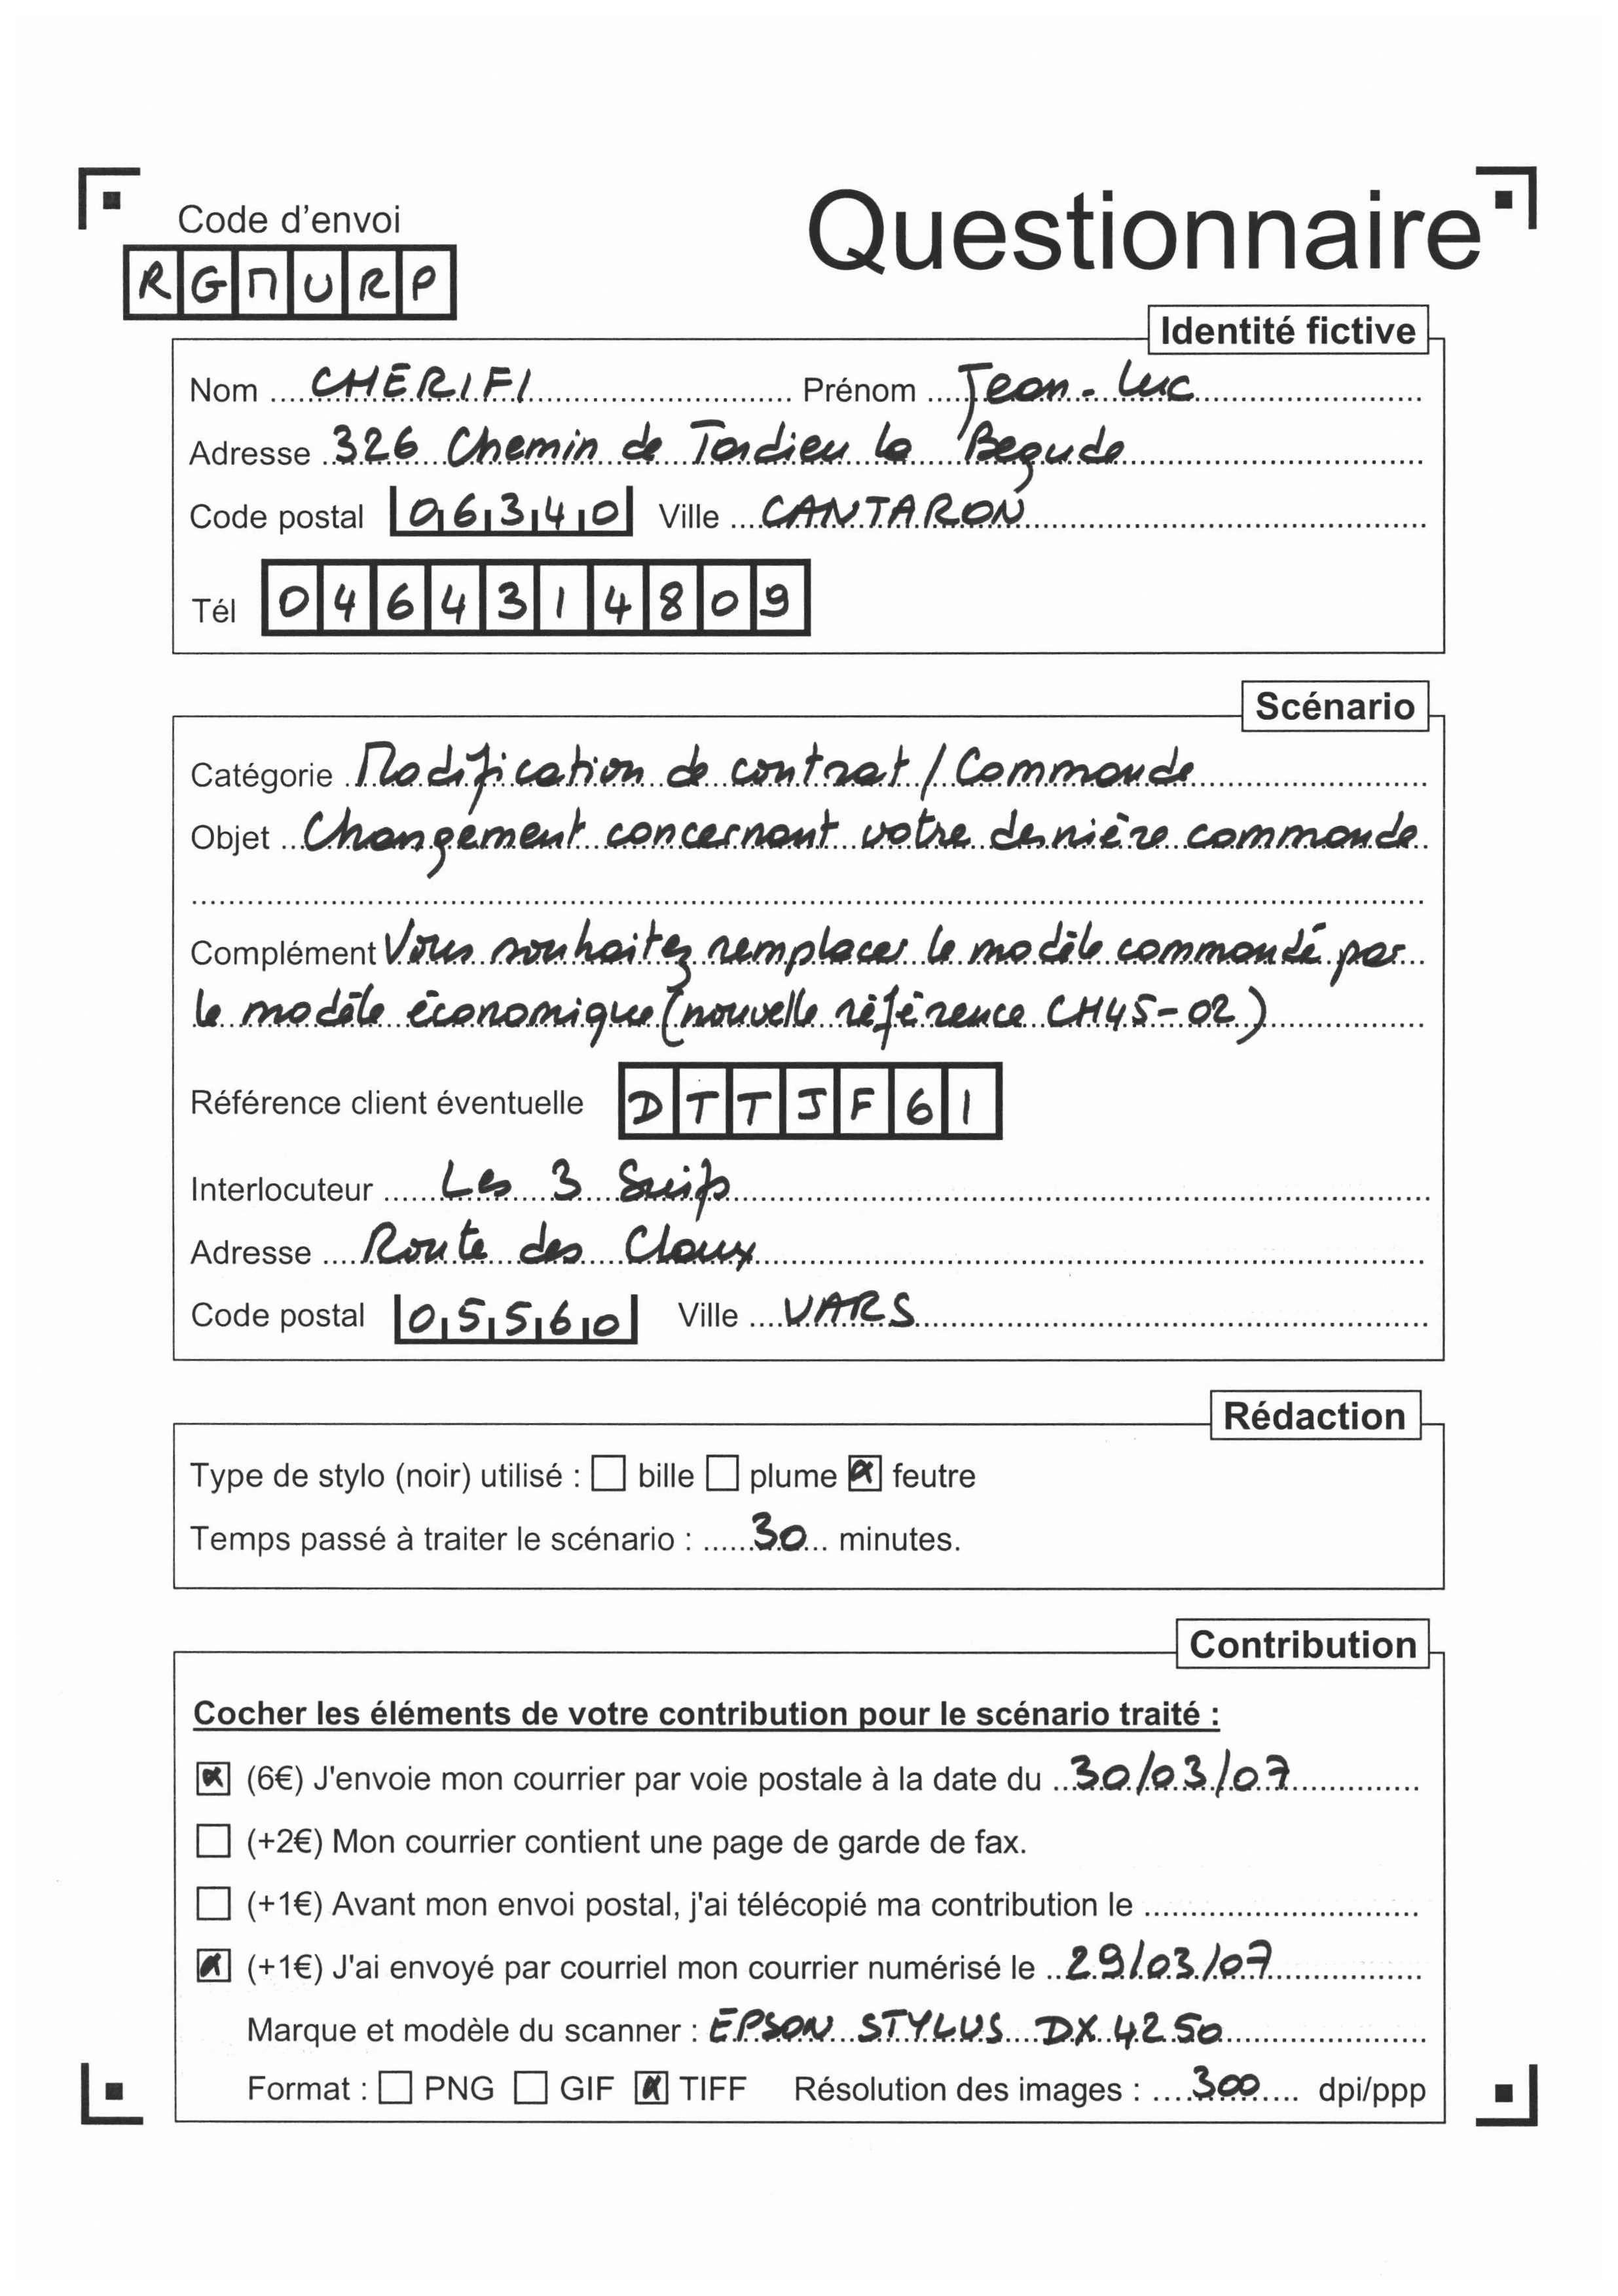 Code d'envoi
Questionnaire
RGMURP
Identité fictive
Nom CHERIFI Prénom Jean-Luc
Adresse 326 Chemin de Tardieu la Begude
Code postal 06340 Ville CANTARON
Tél 0464314809
Scénario
Catégorie Modification de contrat / Commande
Objet Changement concernant votre dernière commande
Complément Vous souhaitez remplacer le modèle commandé par
le modèle économique (nouvelle référence CH45-02)
Référence client éventuelle DTTJF61
Interlocuteur Les 3 Suifs
Adresse Route des Claux
Code postal 05560 Ville VARS
Rédaction
Type de stylo (noir) utilisé : ☐ bille ☐ plume ☒ feutre
Temps passé à traiter le scénario : 30 minutes.
Contribution
Cocher les éléments de votre contribution pour le scénario traité :
☒ (6€) J'envoie mon courrier par voie postale à la date du 30/03/07
☐ (+2€) Mon courrier contient une page de garde de fax.
☐ (+1€) Avant mon envoi postal, j'ai télécopié ma contribution le
☒ (+1€) J'ai envoyé par courriel mon courrier numérisé le 29/03/07
Marque et modèle du scanner : EPSON STYLUS DX 4250
Format : ☐ PNG ☐ GIF ☒ TIFF Résolution des images : 300 dpi/ppp